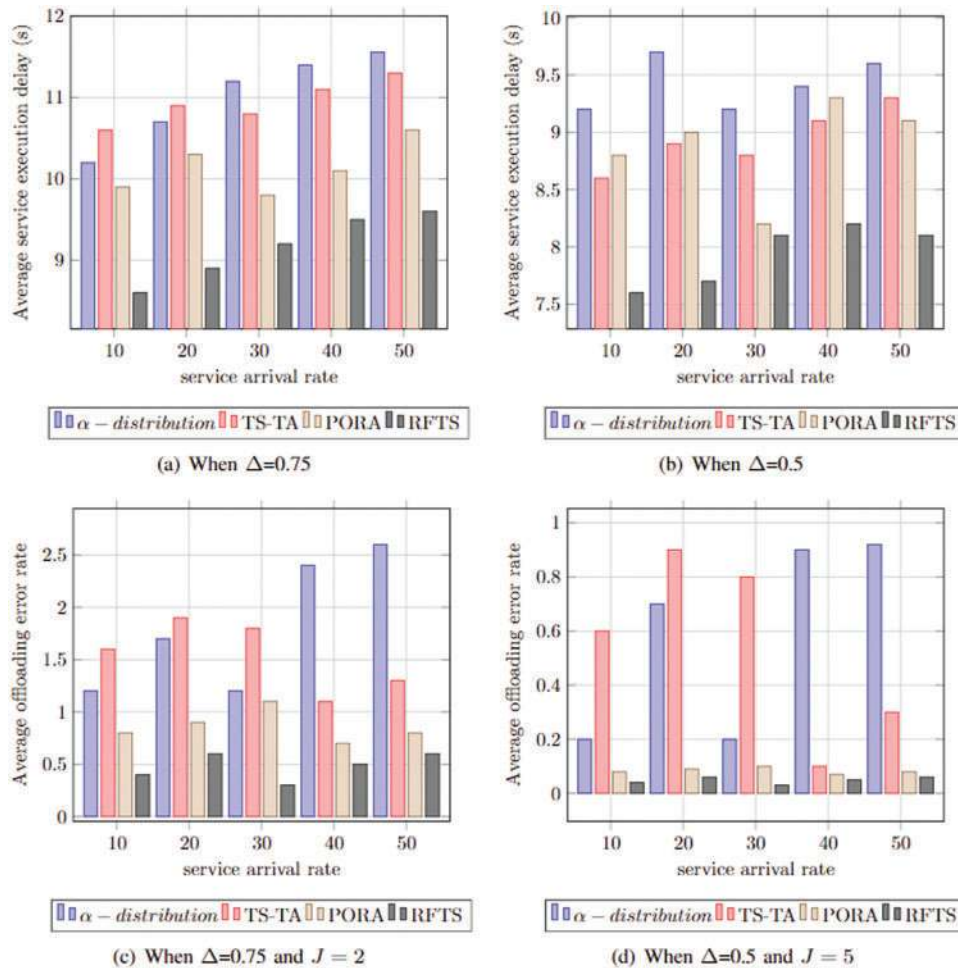 Average service execution delay (s)
12
11
10
9
10 20 30 40 50
service arrival rate
α − distribution TS-TA PORA RFTS
(a) When Δ=0.75
Average service execution delay (s)
10
9.5
9
8.5
8
7.5
10 20 30 40 50
service arrival rate
α − distribution TS-TA PORA RFTS
(b) When Δ=0.5
Average offloading error rate
2.5
2
1.5
1
0.5
0
10 20 30 40 50
service arrival rate
α − distribution TS-TA PORA RFTS
(c) When Δ=0.75 and J = 2
Average offloading error rate
1
0.8
0.6
0.4
0.2
0
10 20 30 40 50
service arrival rate
α − distribution TS-TA PORA RFTS
(d) When Δ=0.5 and J = 5